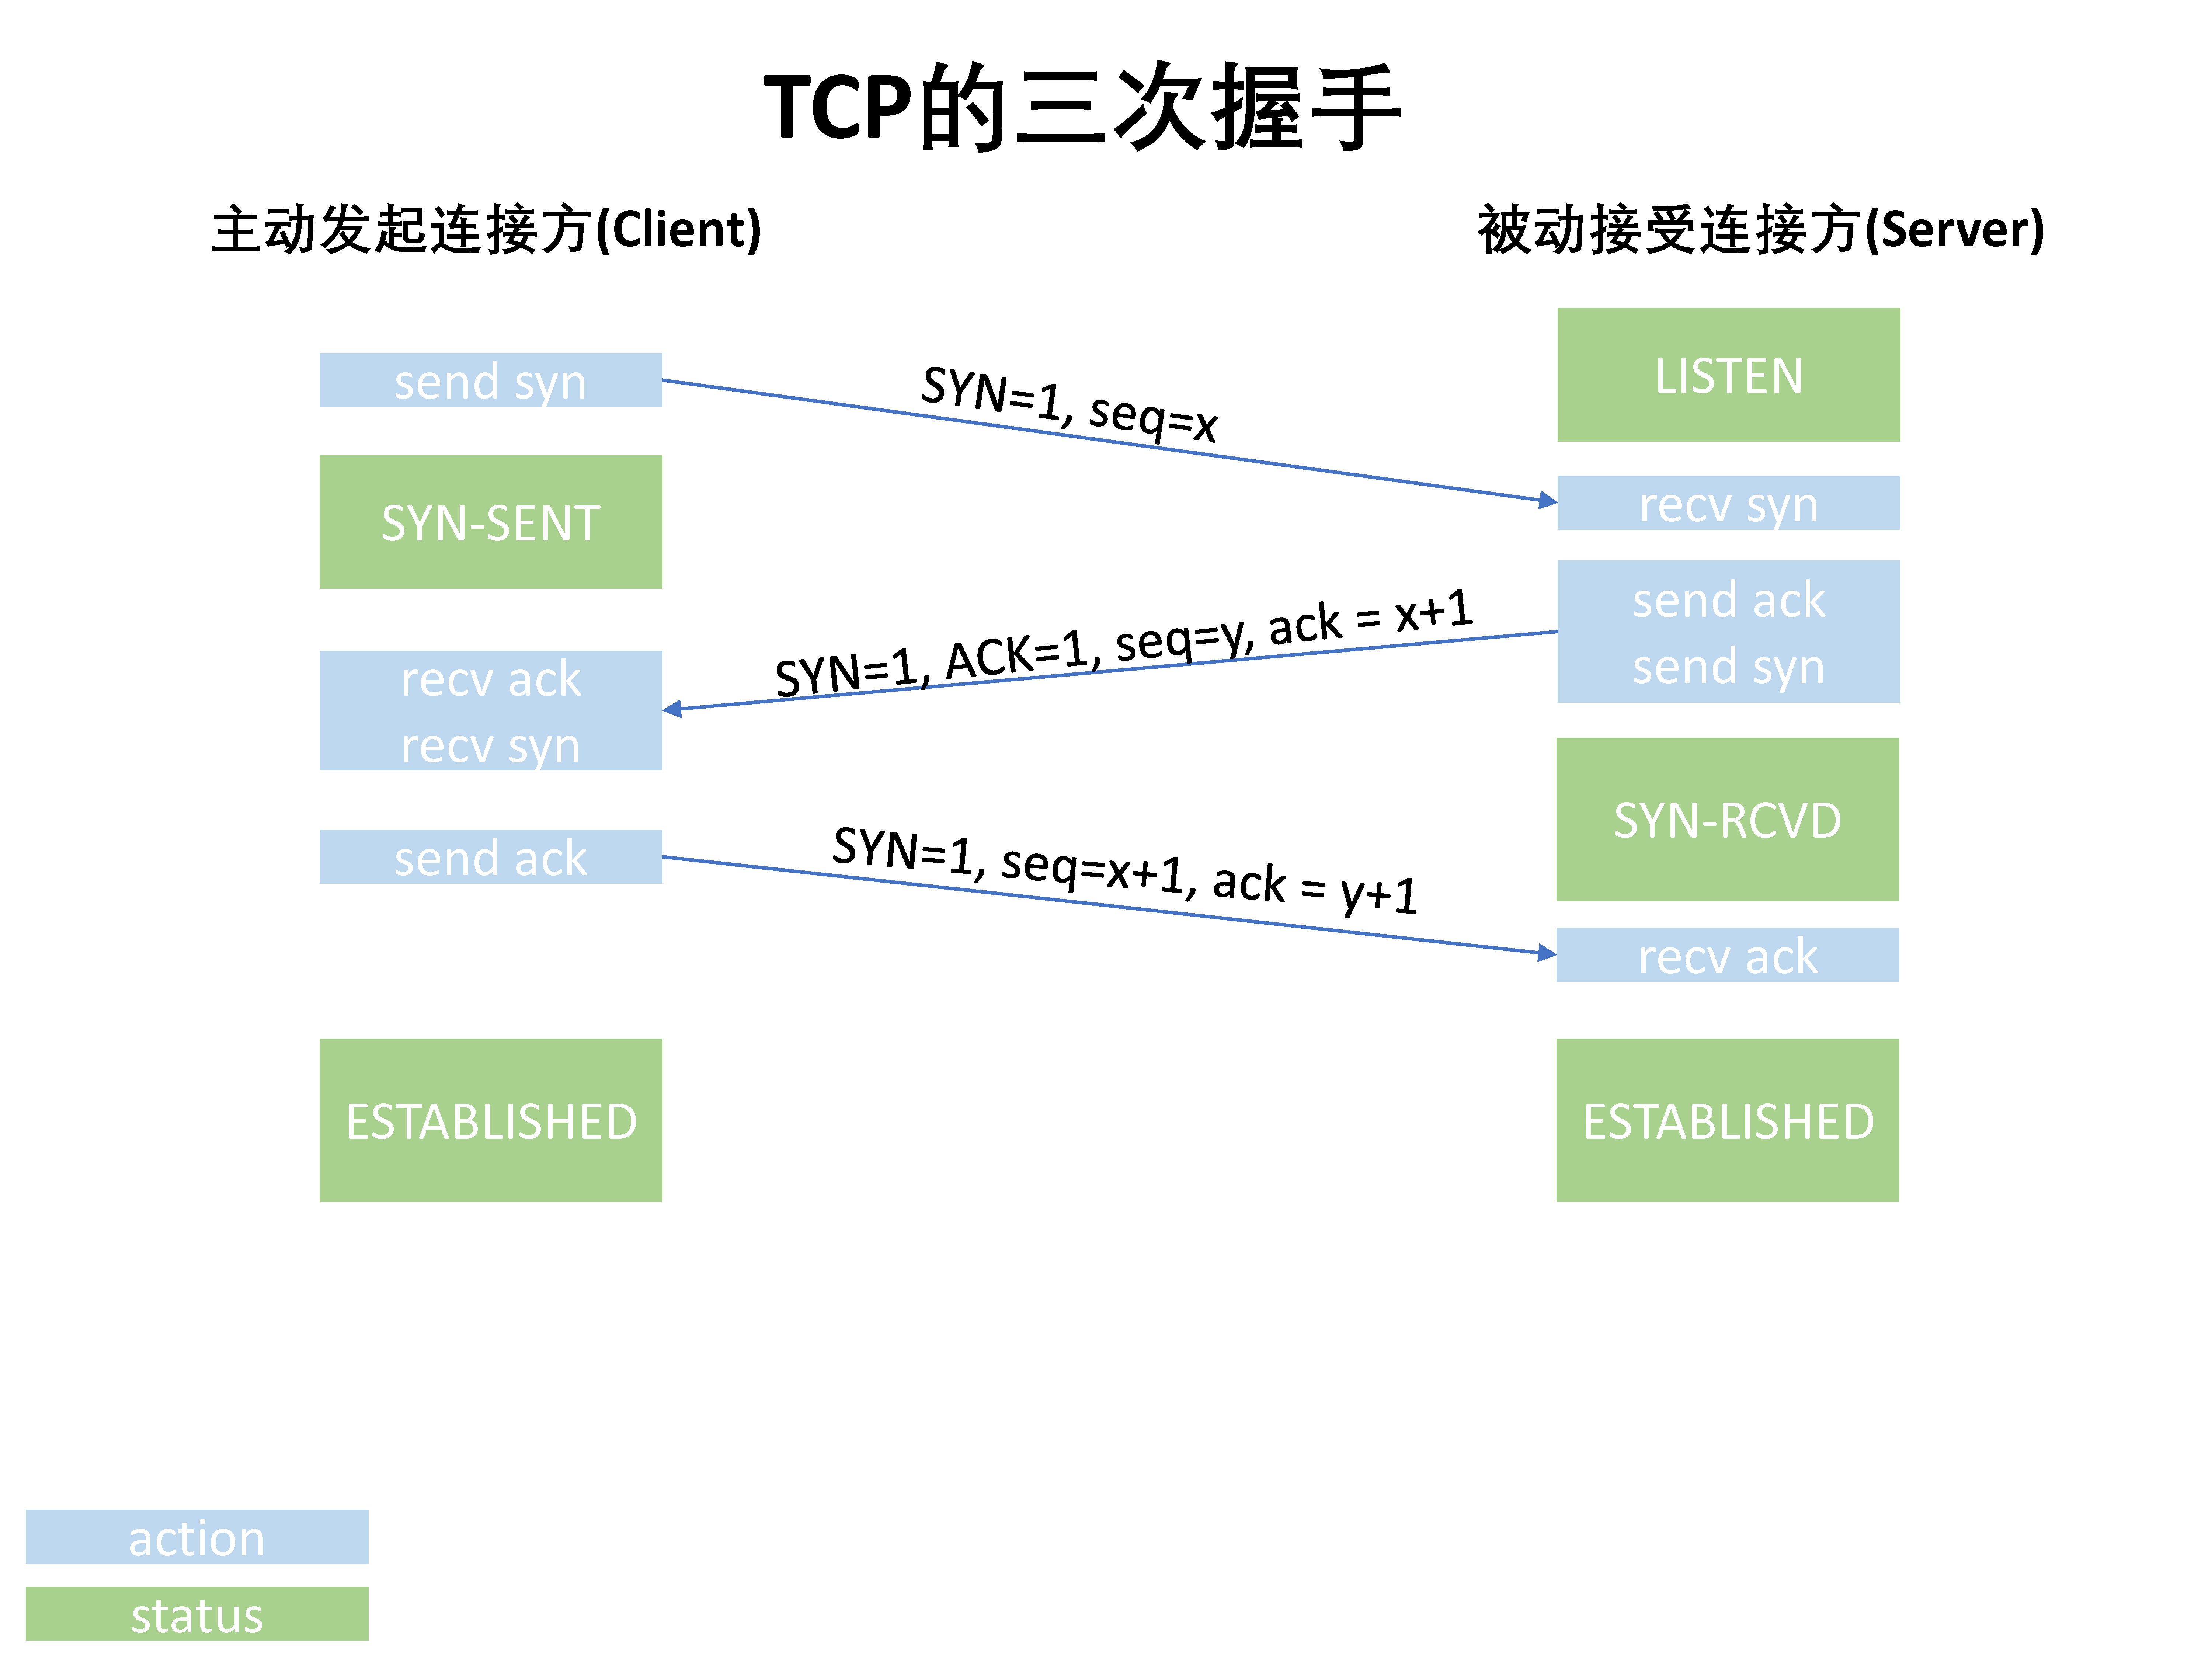 TCP的三次握手
主动发起连接方(Client)
被动接受连接方(Server)
send syn
SYN=1, seq=x
LISTEN
recv syn
SYN-SENT
send ack
send syn
SYN=1, ACK=1, seq=y, ack = x+1
recv ack
recv syn
SYN-RCVD
send ack
SYN=1, seq=x+1, ack = y+1
recv ack
ESTABLISHED
ESTABLISHED
action
status